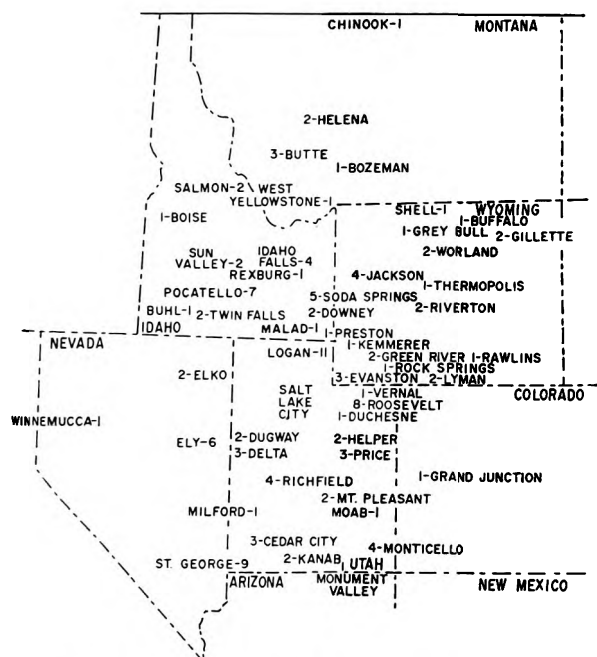 CHINOOK-1
MONTANA
2-HELENA
3-BUTTE
1-BOZEMAN
SALMON-2
WEST
YELLOWSTONE-1
1-BOISE
SHELL-1
WYOMING
1-BUFFALO
1-GREY BULL
2-GILLETTE
SUN
VALLEY-2
IDAHO
FALLS-4
REXBURG-1
2-WORLAND
4-JACKSON
1-THERMOPOLIS
POCATELLO-7
5-SODA SPRINGS
BUHL-1
2-TWIN FALLS
2-DOWNEY
2-RIVERTON
IDAHO
MALAD-1
1-PRESTON
NEVADA
1-KEMMERER
LOGAN-11
2-GREEN RIVER
1-RAWLINS
1-ROCK SPRINGS
2-ELKO
3-EVANSTON
2-LYMAN
SALT
LAKE
CITY
1-VERNAL
COLORADO
8-ROOSEVELT
1-DUCHESNE
WINNEMUCCA-1
ELY-6
2-DUGWAY
3-DELTA
2-HELPER
3-PRICE
4-RICHFIELD
1-GRAND JUNCTION
2-MT. PLEASANT
MILFORD-1
MOAB-1
3-CEDAR CITY
4-MONTICELLO
ST. GEORGE-9
2-KANAB
1
UTAH
ARIZONA
MONUMENT
VALLEY
NEW MEXICO